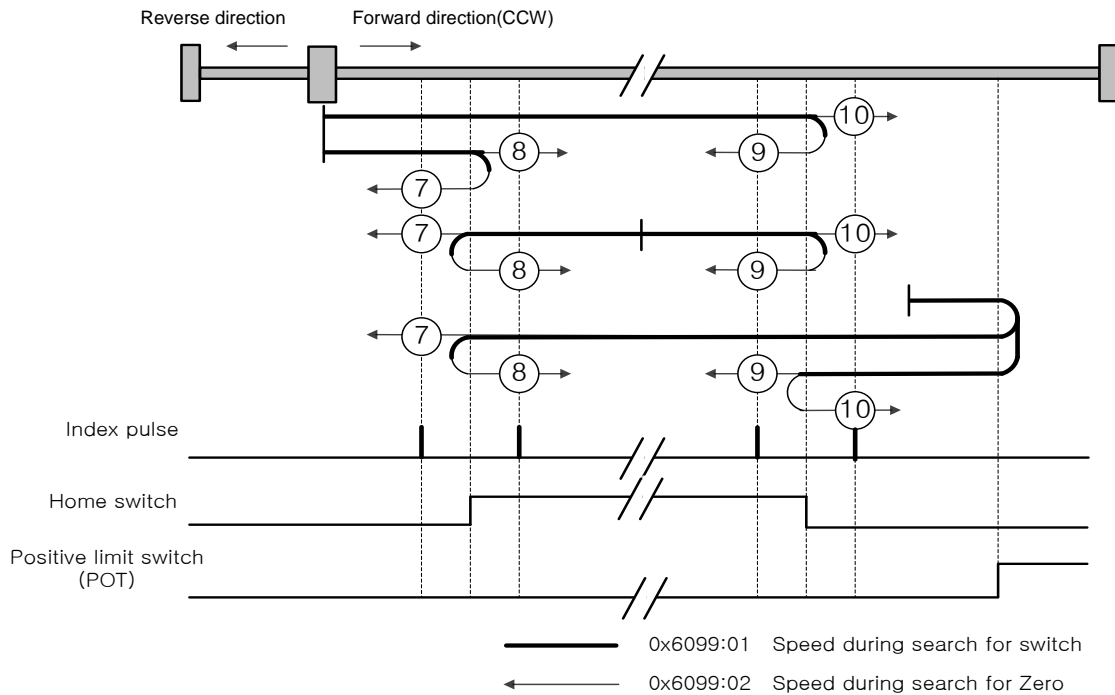 Reverse direction Forward direction(CCW)
10
8 9
7
7 10
8 9
7
8 9
10
Index pulse
Home switch
Positive limit switch
(POT)
0x6099:01 Speed during search for switch
0x6099:02 Speed during search for Zero